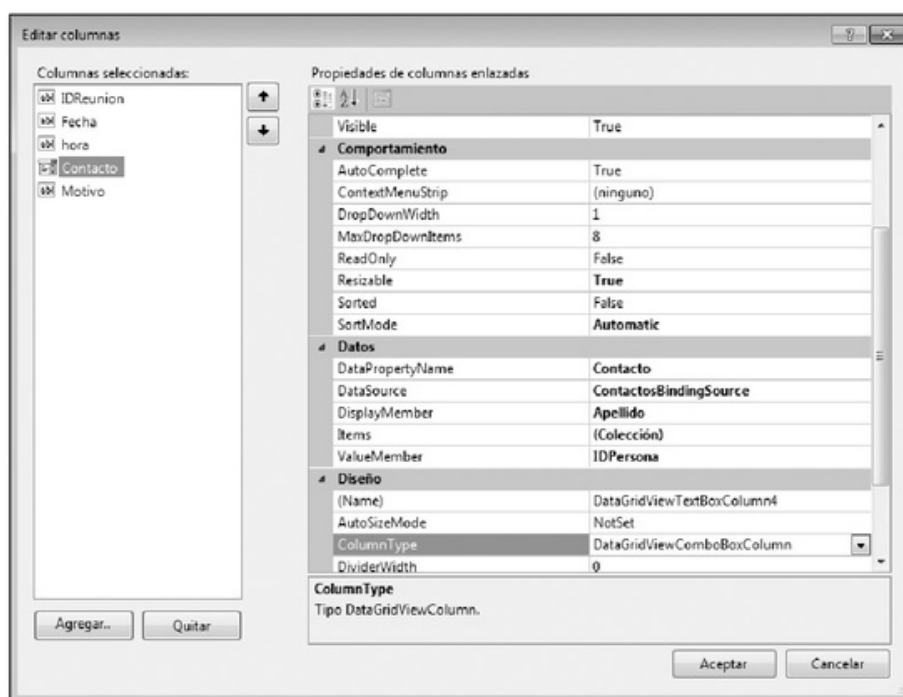 Editar columnas
Columnas seleccionadas:
IDReunion
Fecha
hora
Contacto
Motivo
Agregar..
Quitar
Propiedades de columnas enlazadas
Visible True
Comportamiento
AutoComplete True
ContextMenuStrip (ninguno)
DropDownWidth 1
MaxDropDownItems 8
ReadOnly False
Resizable True
Sorted False
SortMode Automatic
Datos
DataPropertyName Contacto
DataSource ContactosBindingSource
DisplayMember Apellido
Items (Colección)
ValueMember IDPersona
Diseño
(Name) DataGridViewTextBoxColumn4
AutoSizeMode NotSet
ColumnType DataGridViewComboBoxColumn
DividerWidth 0
ColumnType
Tipo DataGridViewColumn.
Aceptar
Cancelar